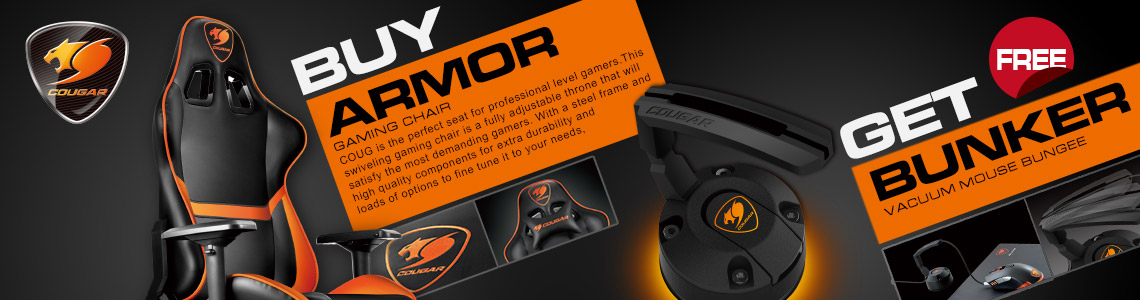 COUGAR
BUY
ARMOR
GAMING CHAIR
COUG is the perfect seat for professional level gamers.This
swiveling gaming chair is a fully adjustable throne that will
satisfy the most demanding gamers. With a steel frame and
high quality components for extra durability and
loads of options to fine tune it to your needs,
COUGAR
COUGAR
COUGAR
COUGAR
FREE
GET
BUNKER
VACUUM MOUSE BUNGEE